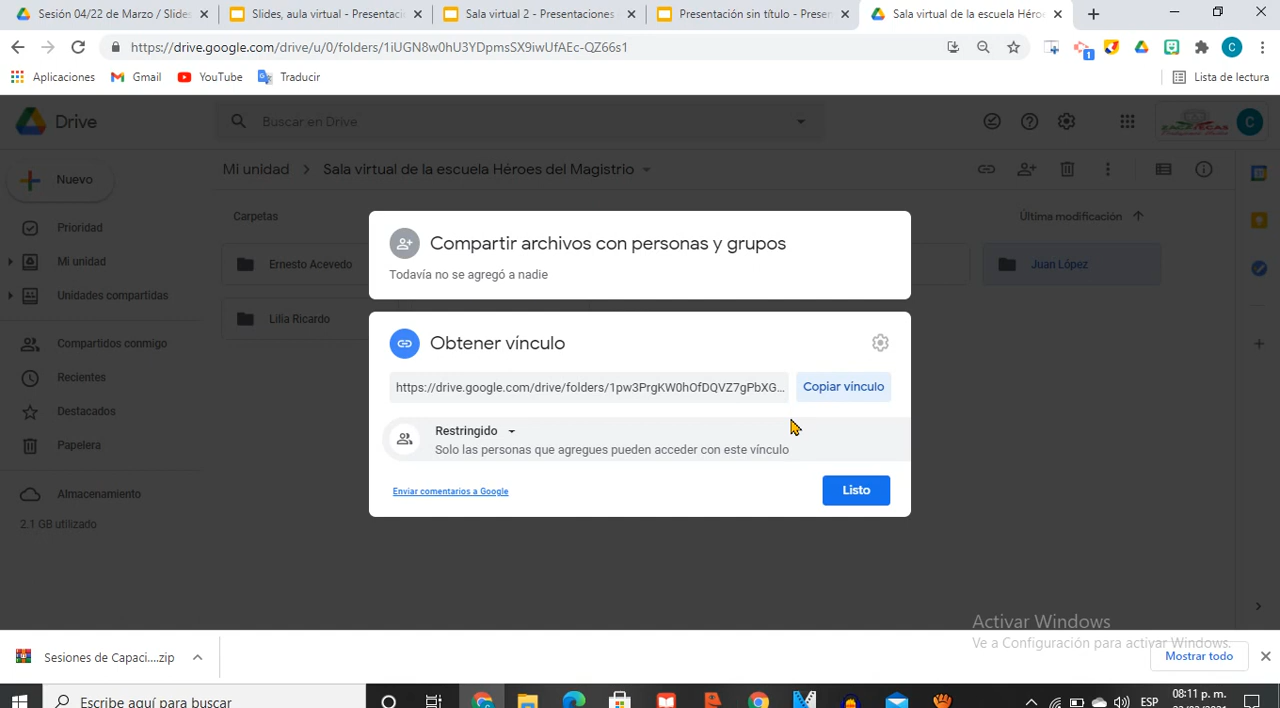 Sesión 04/22 de Marzo / Slides
Slides, aula virtual - Presentaci
Sala virtual 2 - Presentaciones
Presentación sin título - Presen
Sala virtual de la escuela Héro
https://drive.google.com/drive/u/0/folders/1iUGN8w0hU3YDpmsSX9iwUfAEc-QZ66s1
1
C
Aplicaciones
Gmail
YouTube
Traducir
Lista de lectura
Drive
Buscar en Drive
ZACATECAS
C
Nuevo
Mi unidad
Sala virtual de la escuela Héroes del Magistrio
Prioridad
Mi unidad
Unidades compartidas
Compartidos conmigo
Recientes
Destacados
Papelera
Almacenamiento
2.1 GB utilizado
Carpetas
Última modificación
Ernesto Acevedo
Juan López
Lilia Ricardo
Compartir archivos con personas y grupos
Todavía no se agregó a nadie
Obtener vínculo
https://drive.google.com/drive/folders/1pw3PrgKW0hOfDQVZ7gPbXG...
Copiar vínculo
Restringido
Solo las personas que agregues pueden acceder con este vínculo
Enviar comentarios a Google
Listo
Activar Windows
Ve a Configuración para activar Windows.
Sesiones de Capaci....zip
Mostrar todo
Escribe aquí para buscar
ESP
08:11 p. m.